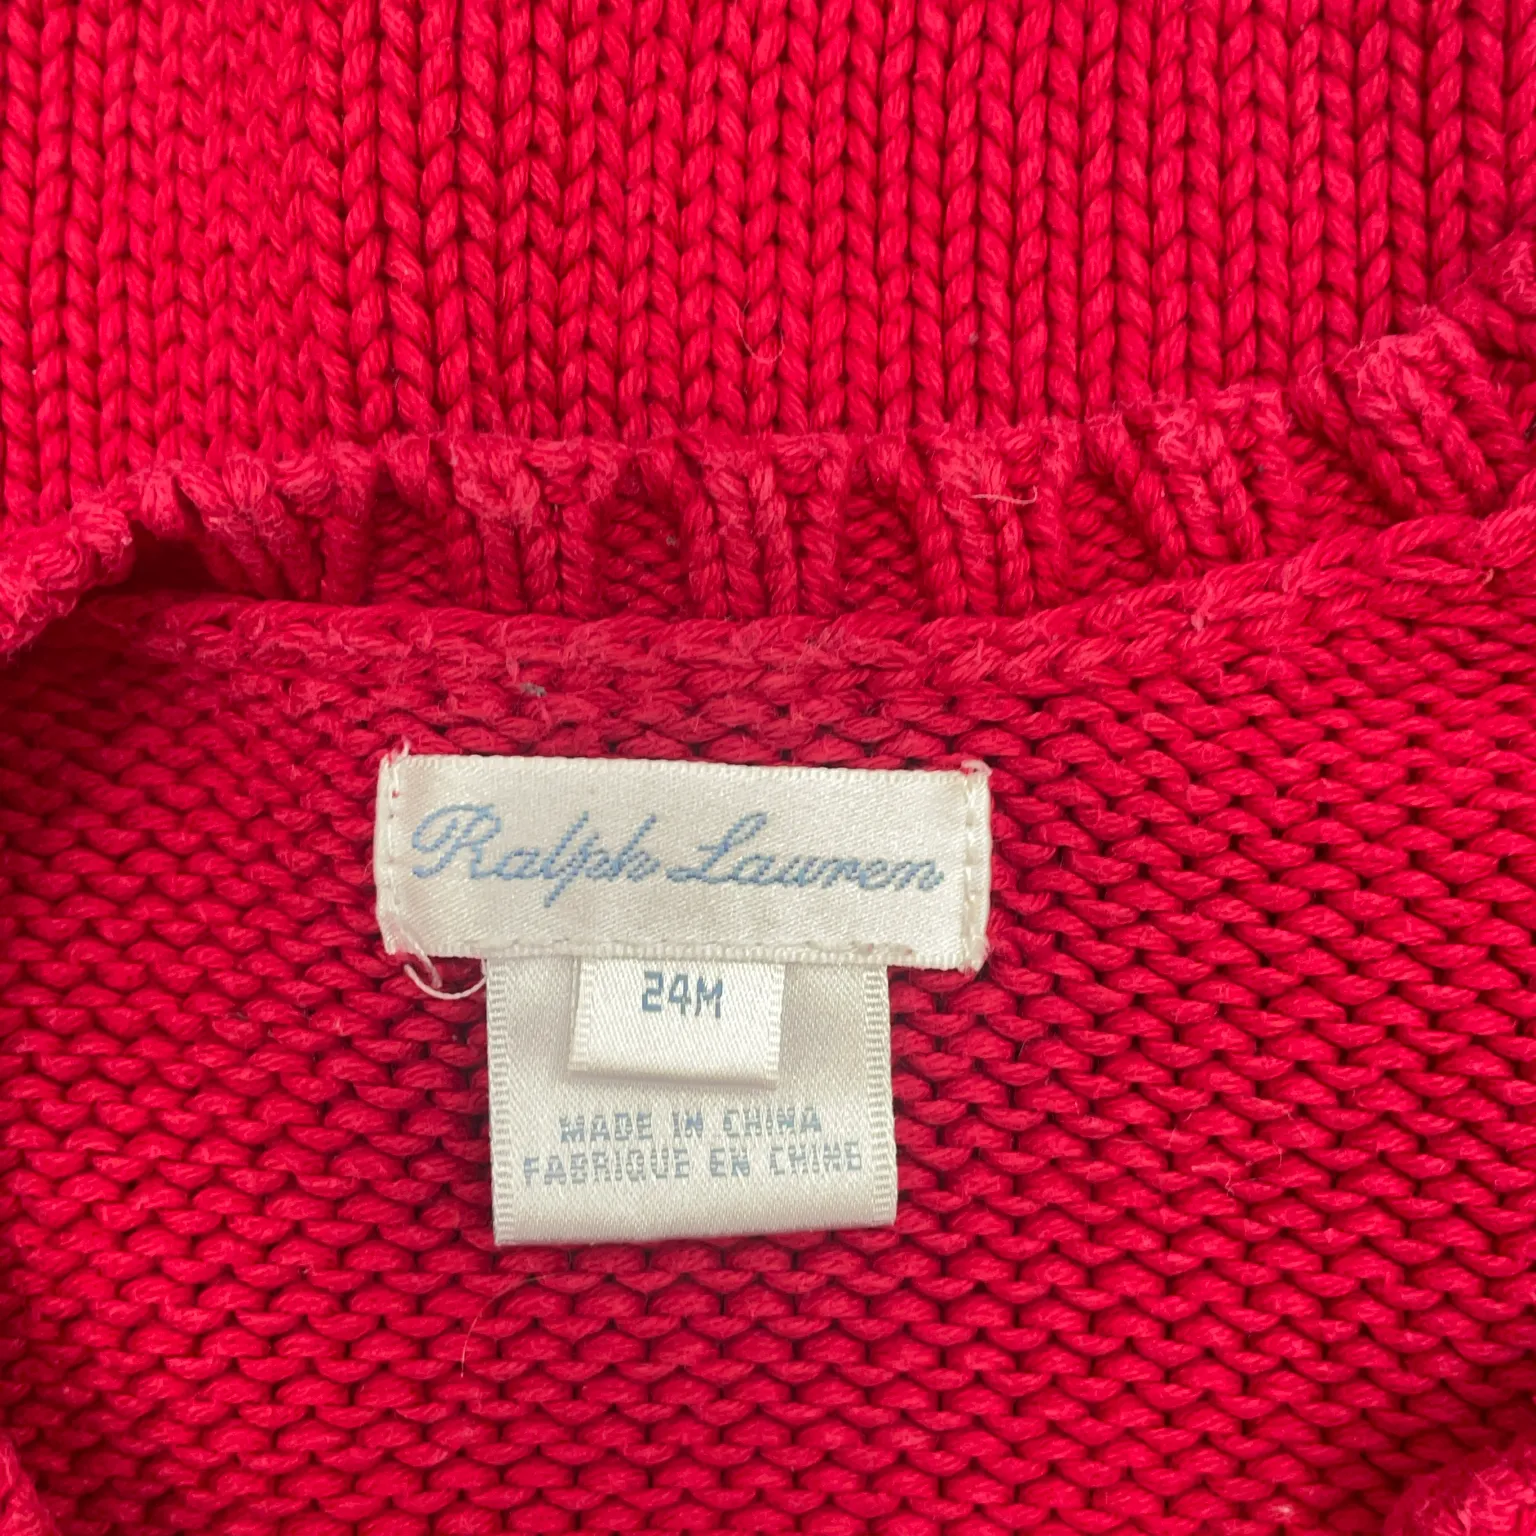 Ralph Lauren
24M
MADE IN CHINA
FABRIQUE EN CHINE